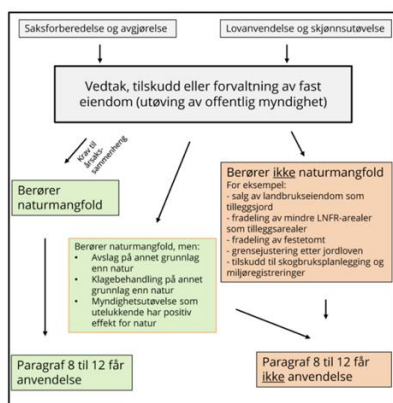 Saksforberedelse og avgjørelse
Lovanvendelse og skjønnsutøvelse
Vedtak, tilskudd eller forvaltning av fast
eiendom (utøving av offentlig myndighet)
Krav til
årsaks-
sammenheng
Berører
naturmangfold
Berører naturmangfold, men:
• Avslag på annet grunnlag
enn natur
• Klagebehandling på annet
grunnlag enn natur
• Myndighetsutøvelse som
utelukkende har positiv
effekt for natur
Berører ikke naturmangfold
For eksempel:
- salg av landbrukseiendom som
tilleggsjord
- fradeling av mindre LNFR-arealer
som tilleggsarealer
- fradeling av festetomt
- grensejustering etter jordloven
- tilskudd til skogbruksplanlegging og
miljøregistreringer
Paragraf 8 til 12 får
anvendelse
Paragraf 8 til 12 får
ikke anvendelse